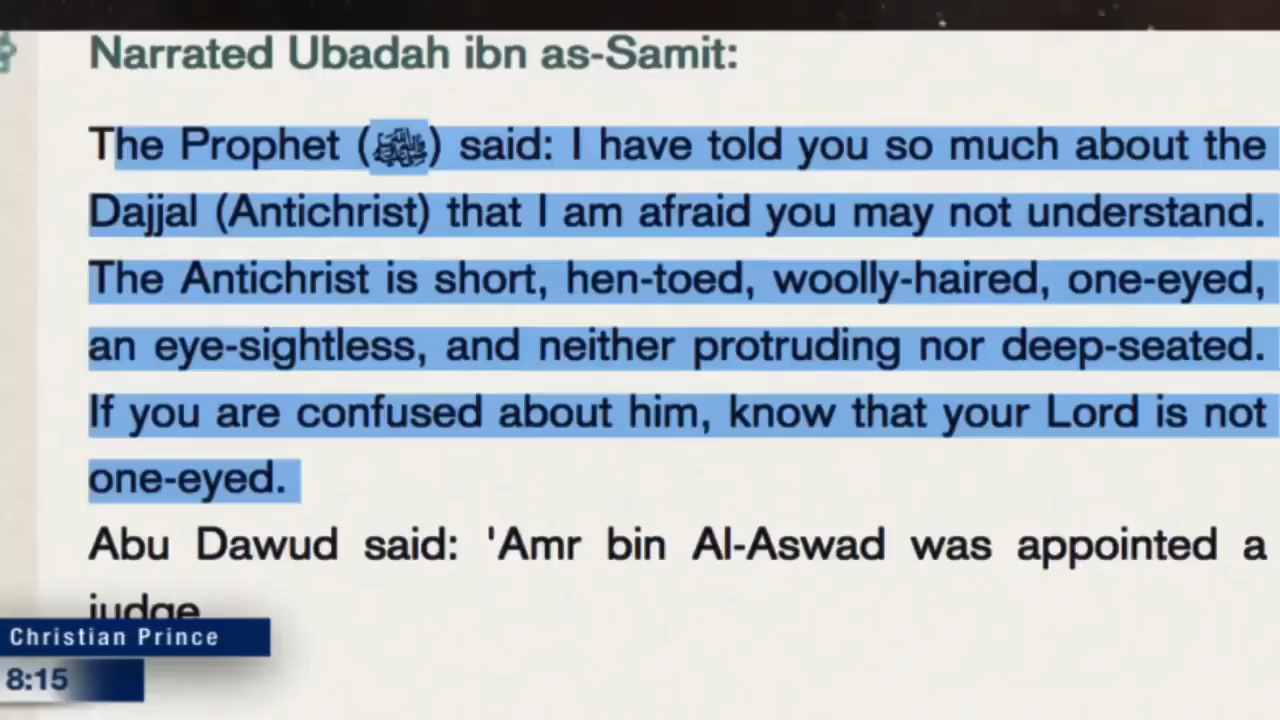 Narrated Ubadah ibn as-Samit:
The Prophet (ﷺ) said: I have told you so much about the
Dajjal (Antichrist) that I am afraid you may not understand.
The Antichrist is short, hen-toed, woolly-haired, one-eyed,
an eye-sightless, and neither protruding nor deep-seated.
If you are confused about him, know that your Lord is not
one-eyed.
Abu Dawud said: 'Amr bin Al-Aswad was appointed a
judge
Christian Prince
8:15